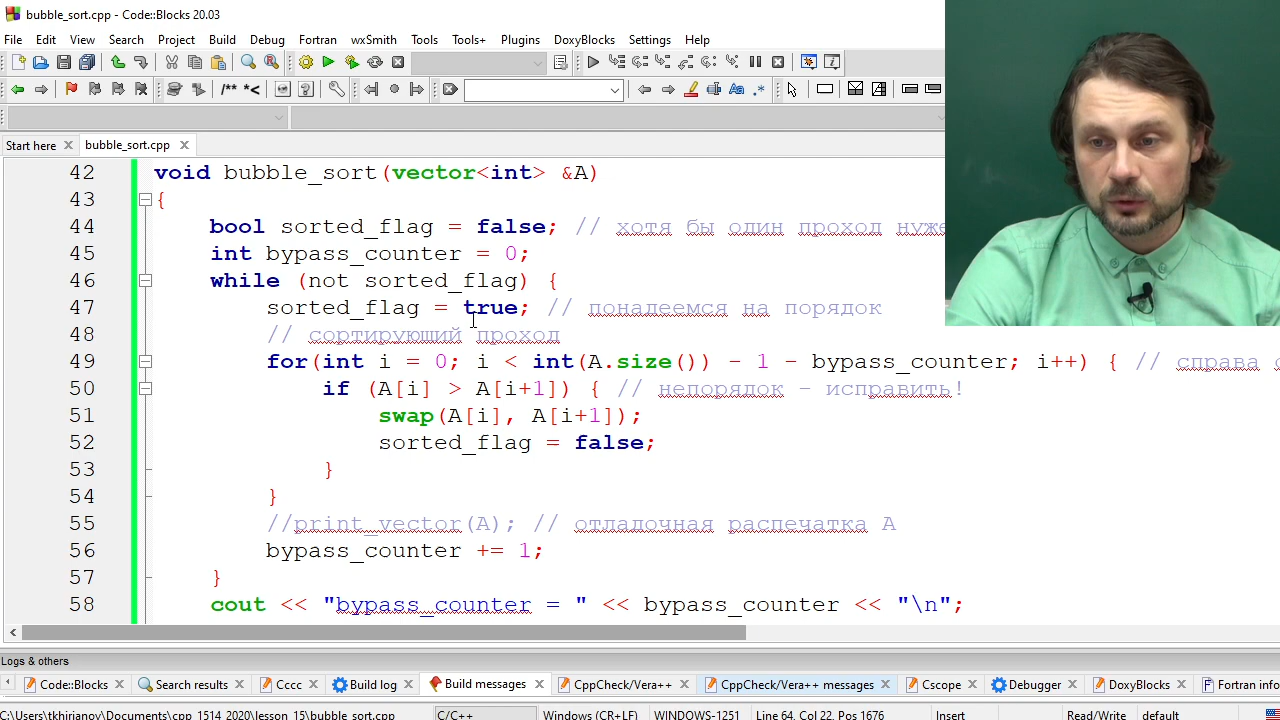 bubble_sort.cpp - Code::Blocks 20.03
File Edit View Search Project Build Debug Fortran wxSmith Tools Tools+ Plugins DoxyBlocks Settings Help
/** *<
Start here bubble_sort.cpp
42 void bubble_sort(vector<int> &A)
43 {
44 bool sorted_flag = false; // хотя бы один проход нуже
45 int bypass_counter = 0;
46 while (not sorted_flag) {
47 sorted_flag = true; // понадеемся на порядок
48 // сортирующий проход
49 for(int i = 0; i < int(A.size()) - 1 - bypass_counter; i++) { // справа
50 if (A[i] > A[i+1]) { // непорядок - исправить!
51 swap(A[i], A[i+1]);
52 sorted_flag = false;
53 }
54 }
55 //print_vector(A); // отладочная распечатка A
56 bypass_counter += 1;
57 }
58 cout << "bypass_counter = " << bypass_counter << "\n";
Logs & others
Code::Blocks Search results Cccc Build log Build messages CppCheck/Vera++ CppCheck/Vera++ messages Cscope Debugger DoxyBlocks Fortran info
C/C++ Windows (CR+LF) WINDOWS-1251 Line 64, Col 22, Pos 1676 Insert Read/Write default